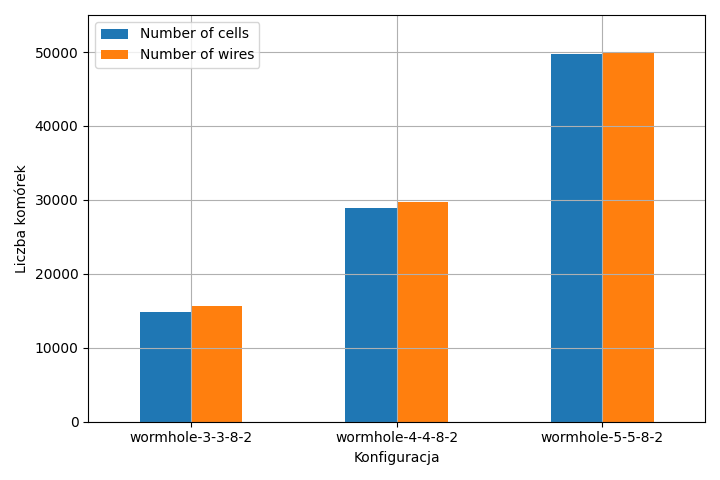 Number of cells
Number of wires
50000
40000
30000
20000
10000
0
Liczba komórek
wormhole-3-3-8-2
wormhole-4-4-8-2
wormhole-5-5-8-2
Konfiguracja